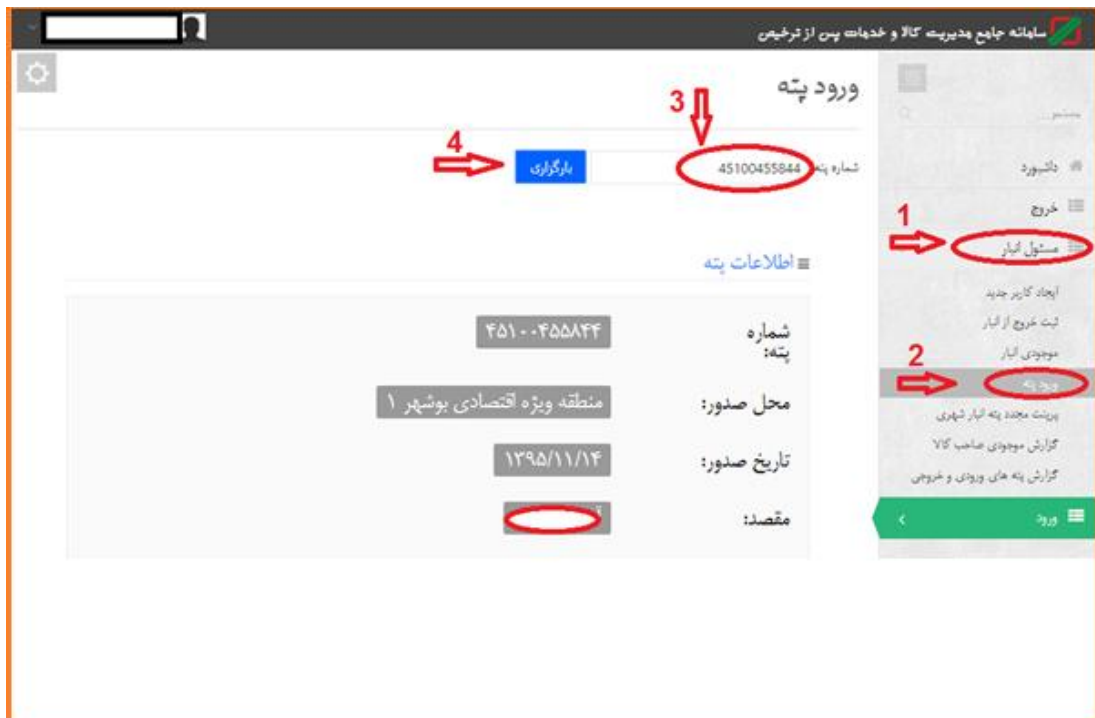 سامانه جامع مدیریت کالا و خدمات پس از ترخیص
جستجو...
داشبورد
خروج
مسئول انبار
ایجاد کاربر جدید
ثبت خروج از انبار
موجودی انبار
ورود پته
پرینت مجدد پته انبار شهری
گزارش موجودی صاحب کالا
گزارش پته های ورودی و خروجی
ورود
1
2
ورود پته
3
4
شماره پته 45100455844 بارگزاری
اطلاعات پته
شماره پته: ۴۵۱۰۰۴۵۵۸۴۴
محل صدور: منطقه ویژه اقتصادی بوشهر ۱
تاریخ صدور: ۱۳۹۵/۱۱/۱۴
مقصد: